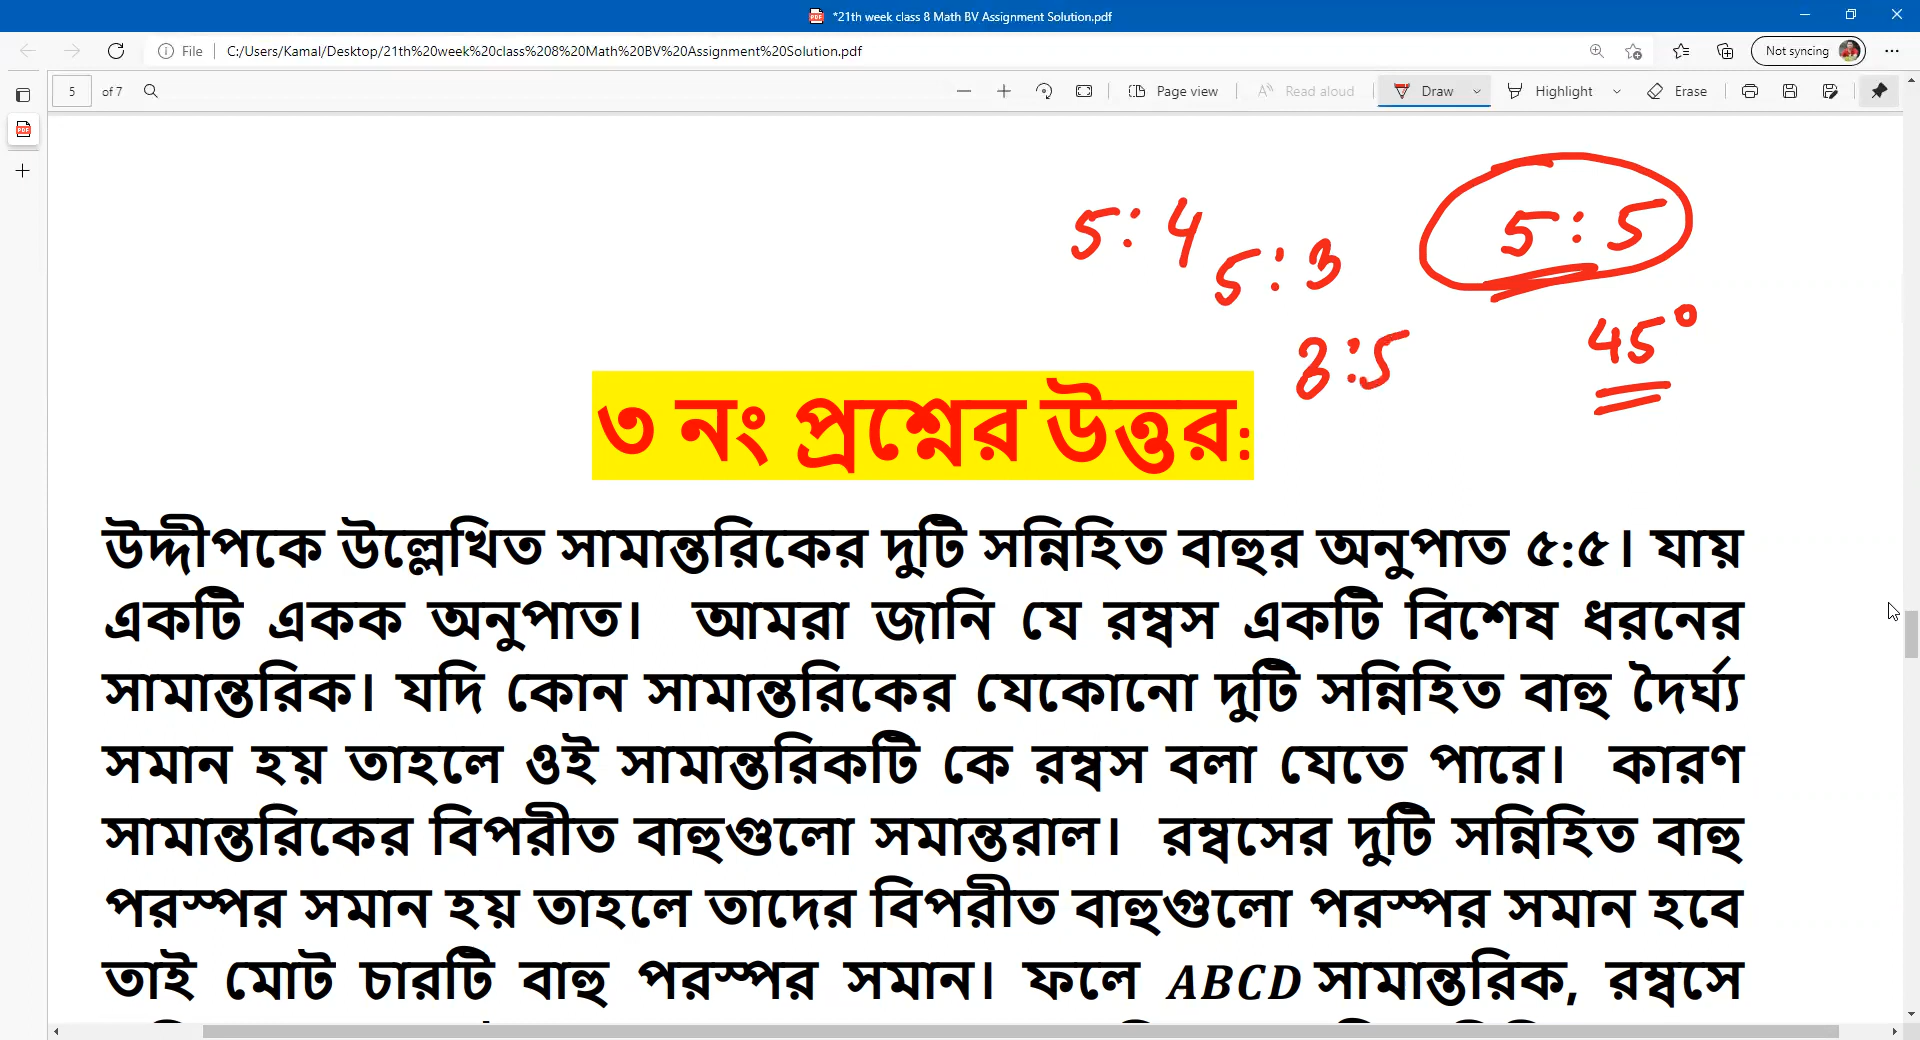 *21th week class 8 Math BV Assignment Solution.pdf
File C:/Users/Kamal/Desktop/21th%20week%20class%208%20Math%20BV%20Assignment%20Solution.pdf Not syncing
5 of 7 Page view Read aloud Draw Highlight Erase
5:4 5:3 5:5
3:5 45°
৩ নং প্রশ্নের উত্তর:
উদ্দীপকে উল্লেখিত সামান্তরিকের দুটি সন্নিহিত বাহুর অনুপাত ৫:৫। যায়
একটি একক অনুপাত। আমরা জানি যে রম্বস একটি বিশেষ ধরনের
সামান্তরিক। যদি কোন সামান্তরিকের যেকোনো দুটি সন্নিহিত বাহু দৈর্ঘ্য
সমান হয় তাহলে ওই সামান্তরিকটি কে রম্বস বলা যেতে পারে। কারণ
সামান্তরিকের বিপরীত বাহুগুলো সমান্তরাল। রম্বসের দুটি সন্নিহিত বাহু
পরস্পর সমান হয় তাহলে তাদের বিপরীত বাহুগুলো পরস্পর সমান হবে
তাই মোট চারটি বাহু পরস্পর সমান। ফলে ABCD সামান্তরিক, রম্বসে